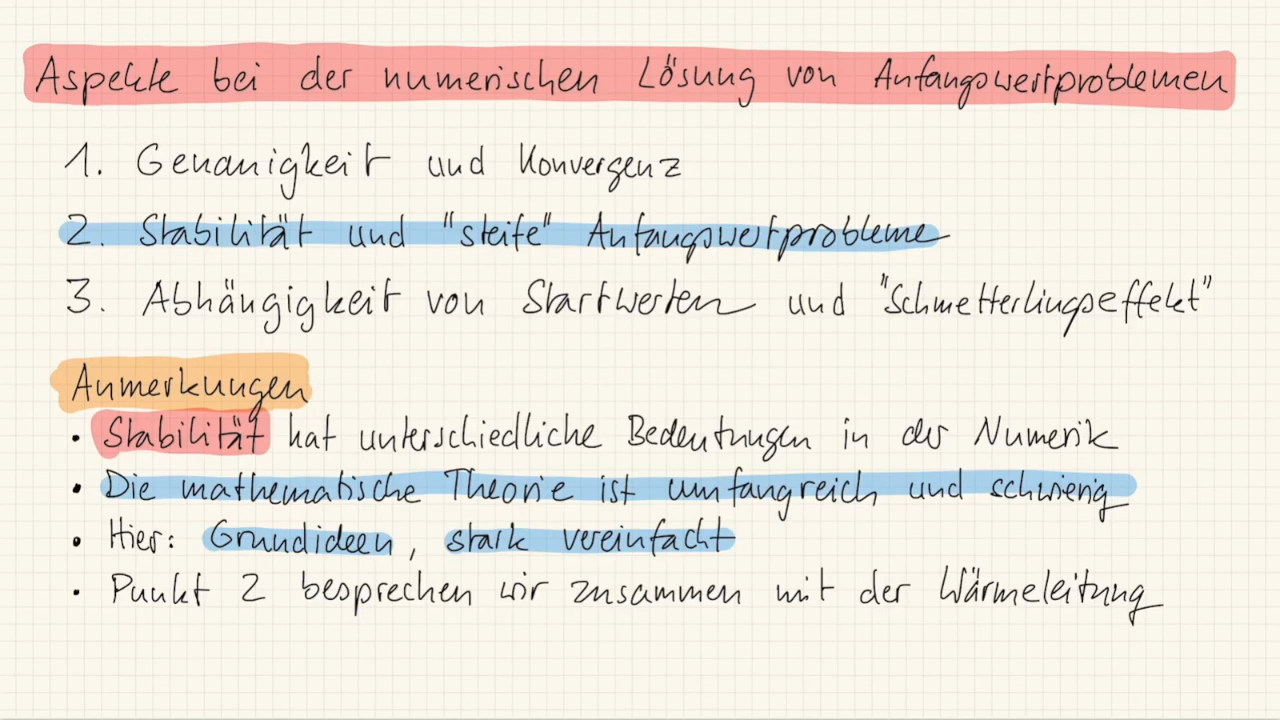 Aspekte bei der numerischen Lösung von Anfangswertproblemen
1. Genauigkeit und Konvergenz
2. Stabilität und "steife" Anfangswertprobleme
3. Abhängigkeit von Startwerten und "Schmetterlingseffekt"
Anmerkungen
• Stabilität hat unterschiedliche Bedeutungen in der Numerik
• Die mathematische Theorie ist umfangreich und schwierig
• Hier: Grundideen, stark vereinfacht
• Punkt 2 besprechen wir zusammen mit der Wärmeleitung